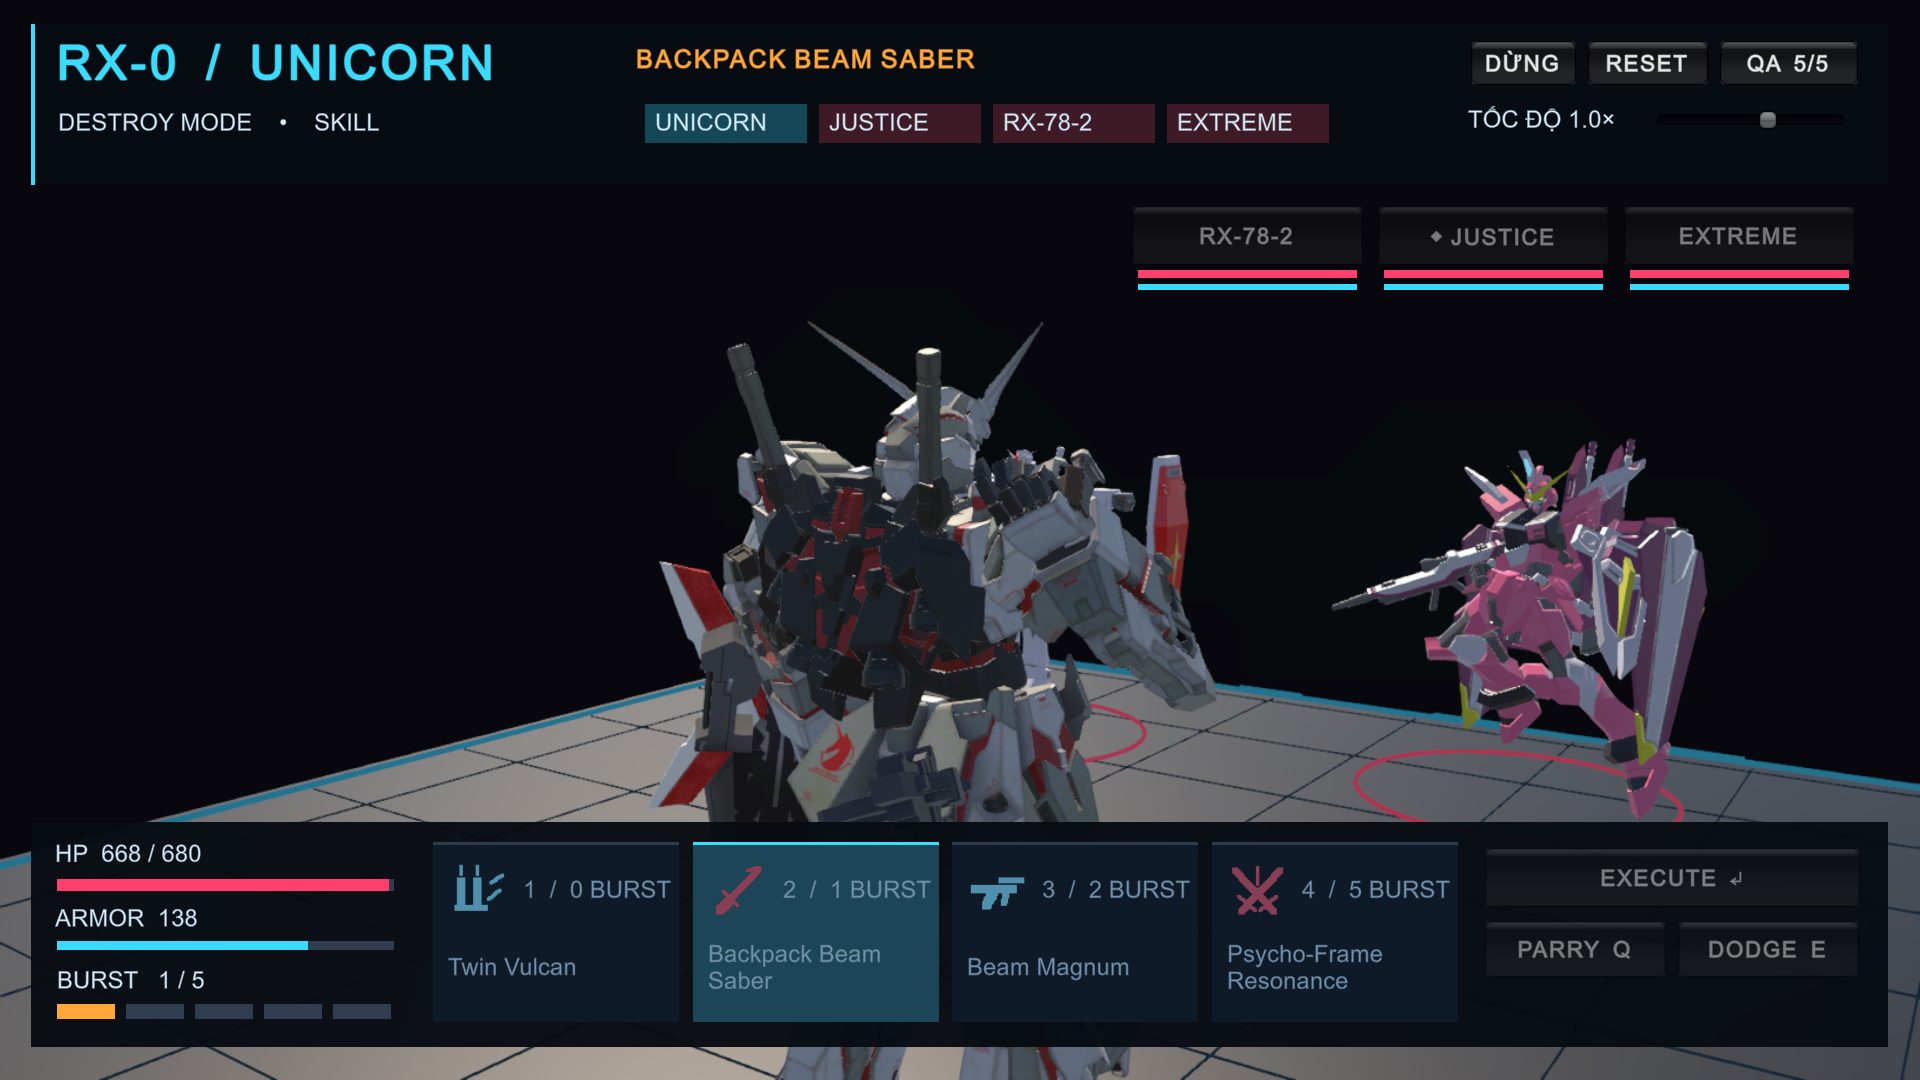 RX-0 / UNICORN
DESTROY MODE • SKILL
BACKPACK BEAM SABER
UNICORN JUSTICE RX-78-2 EXTREME
DỪNG RESET QA 5/5
TỐC ĐỘ 1.0×
RX-78-2 ◆ JUSTICE EXTREME
HP 668 / 680
ARMOR 138
BURST 1 / 5
1 / 0 BURST
Twin Vulcan
2 / 1 BURST
Backpack Beam
Saber
3 / 2 BURST
Beam Magnum
4 / 5 BURST
Psycho-Frame
Resonance
EXECUTE ↲
PARRY Q DODGE E